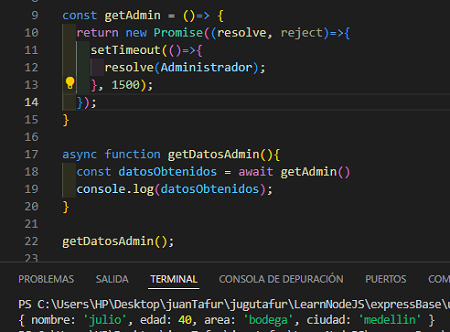 9 const getAdmin = ()=> {
10 return new Promise((resolve, reject)=>{
11 setTimeout(()=>{
12 resolve(Administrador);
13 }, 1500);
14 });
15 }
16
17 async function getDatosAdmin(){
18 const datosObtenidos = await getAdmin()
19 console.log(datosObtenidos);
20 }
21
22 getDatosAdmin();
23
PROBLEMAS SALIDA TERMINAL CONSOLA DE DEPURACIÓN PUERTOS COM
PS C:\Users\HP\Desktop\juanTafur\jugutafur\LearnNodeJS\expressBase\
{ nombre: 'julio', edad: 40, area: 'bodega', ciudad: 'medellin' }